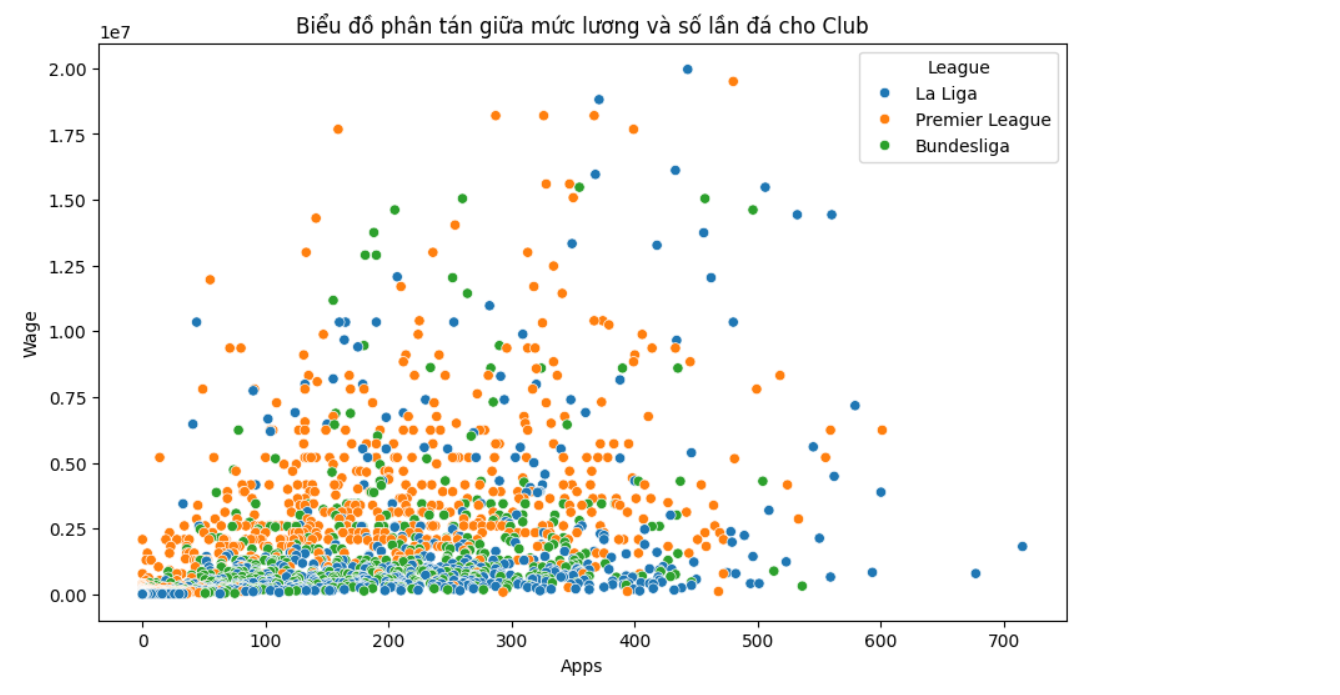 Biểu đồ phân tán giữa mức lương và số lần đá cho Club
1e7
League
La Liga
Premier League
Bundesliga
2.00
1.75
1.50
1.25
1.00
0.75
0.50
0.25
0.00
Wage
0 100 200 300 400 500 600 700
Apps